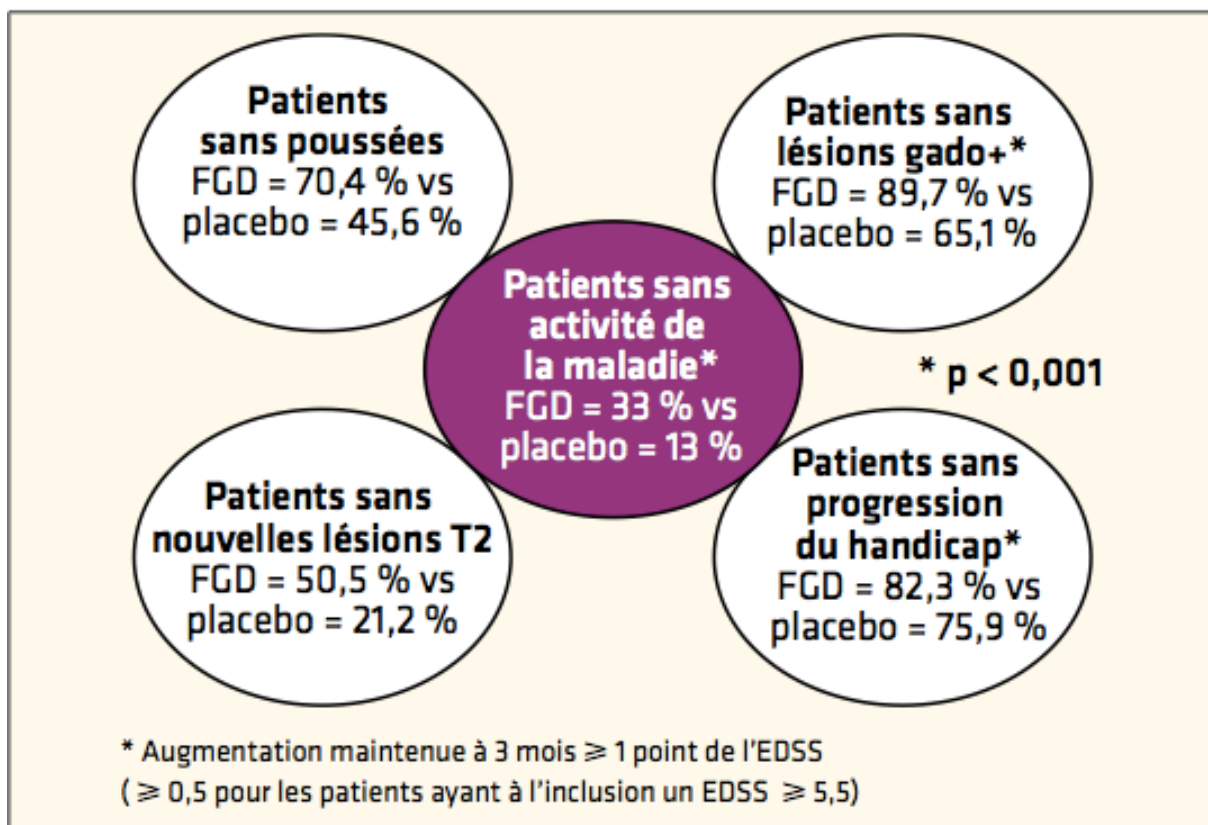 Patients
sans poussées
FGD = 70,4 % vs
placebo = 45,6 %
Patients sans
lésions gado+*
FGD = 89,7 % vs
placebo = 65,1 %
Patients sans
activité de
la maladie*
FGD = 33 % vs
placebo = 13 %
* p < 0,001
Patients sans
nouvelles lésions T2
FGD = 50,5 % vs
placebo = 21,2 %
Patients sans
progression
du handicap*
FGD = 82,3 % vs
placebo = 75,9 %
* Augmentation maintenue à 3 mois ⩾ 1 point de l’EDSS
( ⩾ 0,5 pour les patients ayant à l’inclusion un EDSS ⩾ 5,5)